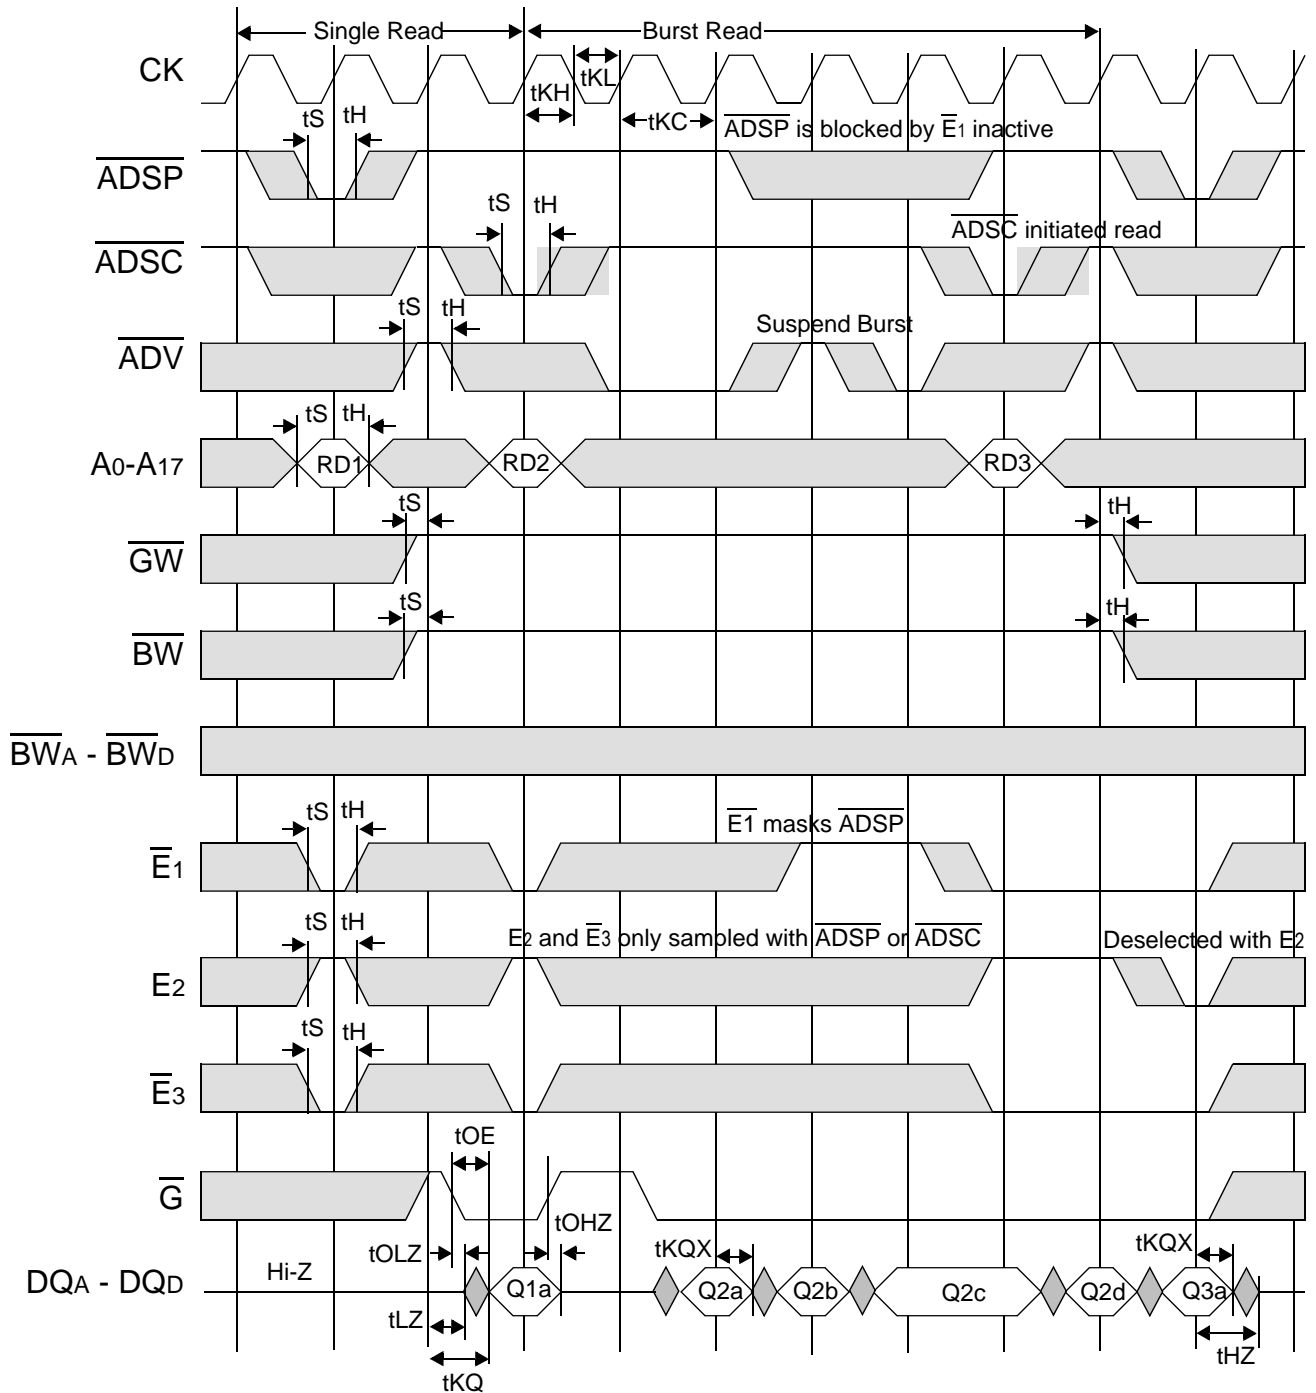 Single Read
Burst Read
CK
tKH
tKL
tKC
ADSP is blocked by E1 inactive
tS
tH
ADSP
tS
tH
ADSC initiated read
ADSC
tS
tH
Suspend Burst
ADV
tS
tH
A0-A17
RD1
RD2
RD3
tS
tH
GW
tS
tH
BW
BWA - BWD
tS
tH
E1 masks ADSP
E1
tS
tH
E2 and E3 only sampled with ADSP or ADSC
Deselected with E2
E2
tS
tH
E3
tOE
G
tOHZ
tOLZ
tKQX
tKQX
DQA - DQD
Hi-Z
Q1a
Q2a
Q2b
Q2c
Q2d
Q3a
tLZ
tHZ
tKQ